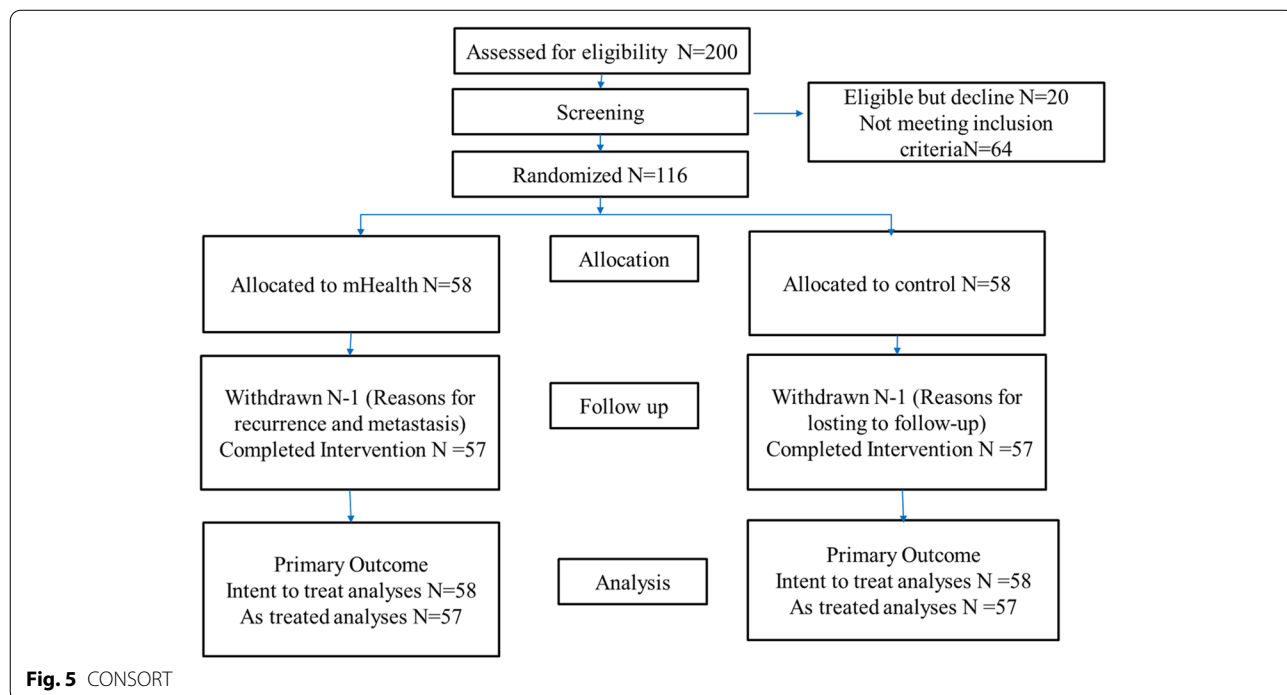 Assessed for eligibility N=200
Screening
Eligible but decline N=20
Not meeting inclusion
criteriaN=64
Randomized N=116
Allocated to mHealth N=58
Allocation
Allocated to control N=58
Withdrawn N-1 (Reasons for
recurrence and metastasis)
Completed Intervention N =57
Follow up
Withdrawn N-1 (Reasons for
losting to follow-up)
Completed Intervention N =57
Primary Outcome
Intent to treat analyses N=58
As treated analyses N=57
Analysis
Primary Outcome
Intent to treat analyses N =58
As treated analyses N =57
Fig. 5 CONSORT